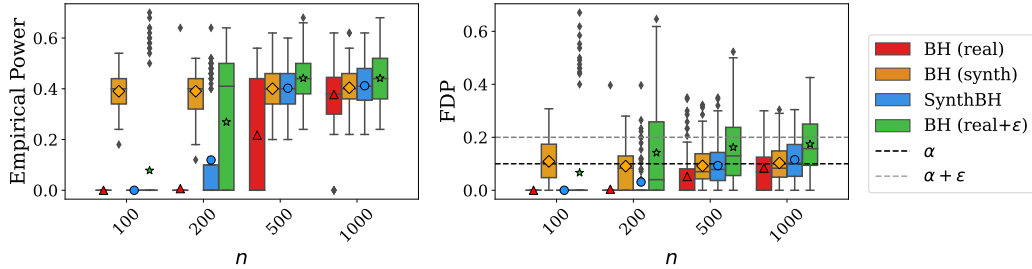 Empirical Power
0.6
0.4
0.2
0.0
100
200
500
1000
n
FDP
0.6
0.4
0.2
0.0
100
200
500
1000
n
BH (real)
BH (synth)
SynthBH
BH (real+ε)
α
α + ε